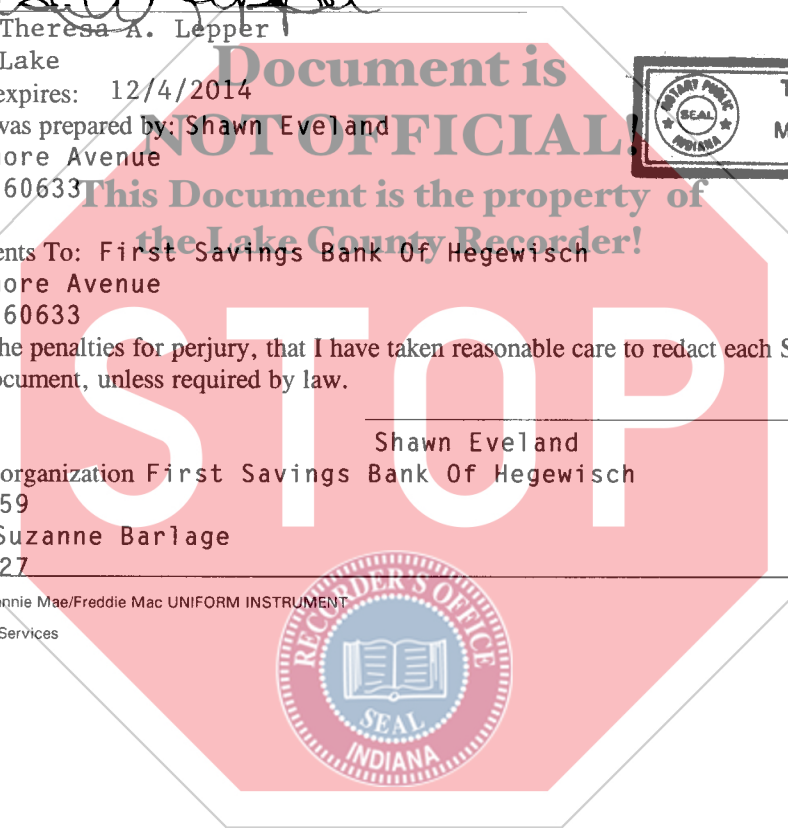 Theresa A. Lepper
Lake
Document is
expires: 12/4/2014
was prepared by: Shawn Eveland
NOT OFFICIAL!
NOTARY PUBLIC
SEAL
INDIANA
T
M
ore Avenue
60633
This Document is the property of
the Lake County Recorder!
ents To: First Savings Bank Of Hegewisch
ore Avenue
60633
STOP
he penalties for perjury, that I have taken reasonable care to redact each S
ocument, unless required by law.
Shawn Eveland
organization First Savings Bank Of Hegewisch
59
Suzanne Barlage
27
nnie Mae/Freddie Mac UNIFORM INSTRUMENT
Services
RECORDER'S OFFICE
SEAL
INDIANA